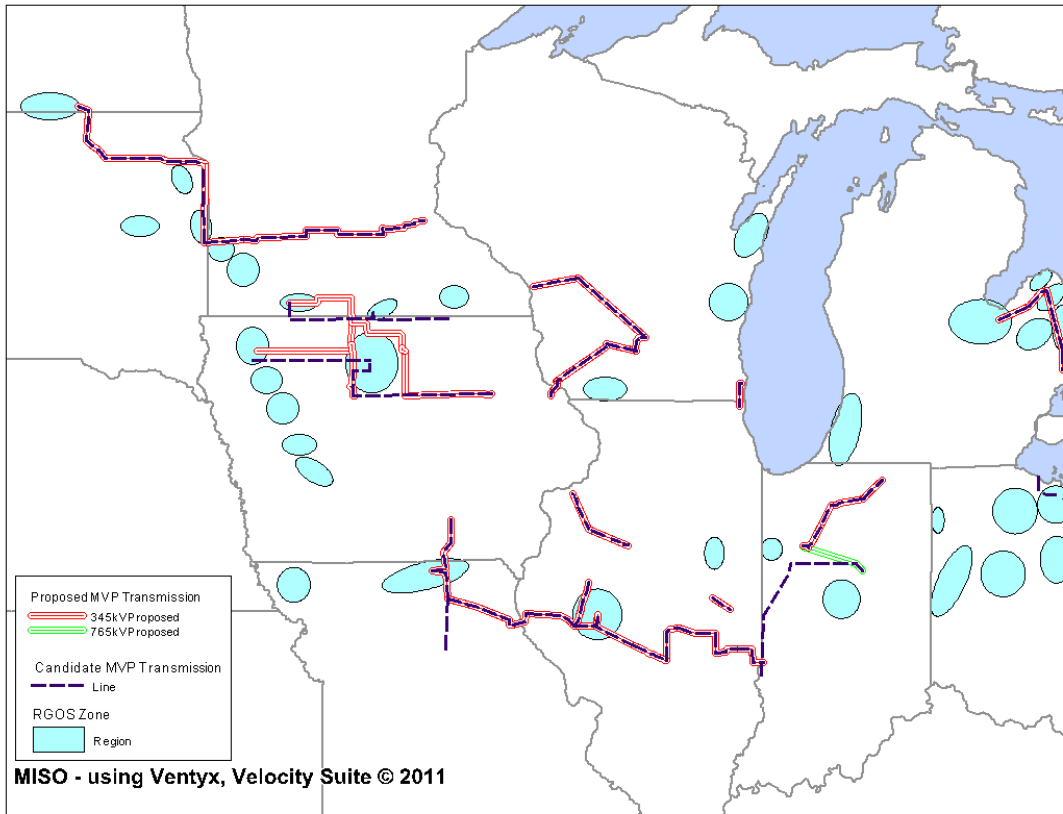 Proposed MVP Transmission
345kVProposed
765kVProposed
Candidate MVP Transmission
Line
RGOS Zone
Region
MISO - using Ventyx, Velocity Suite © 2011